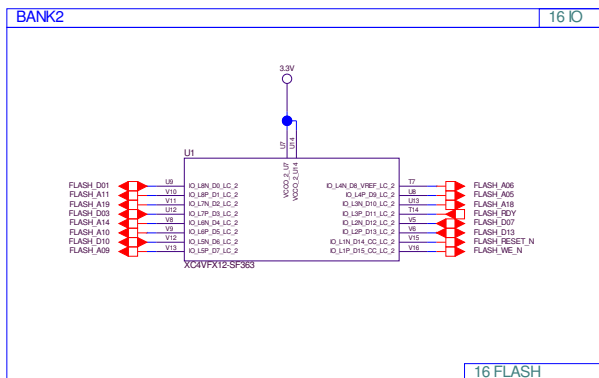 BANK2
16 IO
3.3V
U7
U14
U1
VCCO_2_U7
VCCO_2_U14
FLASH_D01 U9 IO_L8N_D0_LC_2 IO_L4N_D8_VREF_LC_2 T7 FLASH_A06
FLASH_A11 V10 IO_L8P_D1_LC_2 IO_L4P_D9_LC_2 U8 FLASH_A05
FLASH_A19 V11 IO_L7N_D2_LC_2 IO_L3N_D10_LC_2 U13 FLASH_A18
FLASH_D03 U12 IO_L7P_D3_LC_2 IO_L3P_D11_LC_2 T14 FLASH_RDY
FLASH_A14 V8 IO_L6N_D4_LC_2 IO_L2N_D12_LC_2 V5 FLASH_D07
FLASH_A10 V9 IO_L6P_D5_LC_2 IO_L2P_D13_LC_2 V6 FLASH_D13
FLASH_D10 V12 IO_L5N_D6_LC_2 IO_L1N_D14_CC_LC_2 V15 FLASH_RESET_N
FLASH_A09 V13 IO_L5P_D7_LC_2 IO_L1P_D15_CC_LC_2 V16 FLASH_WE_N
XC4VFX12-SF363
16 FLASH